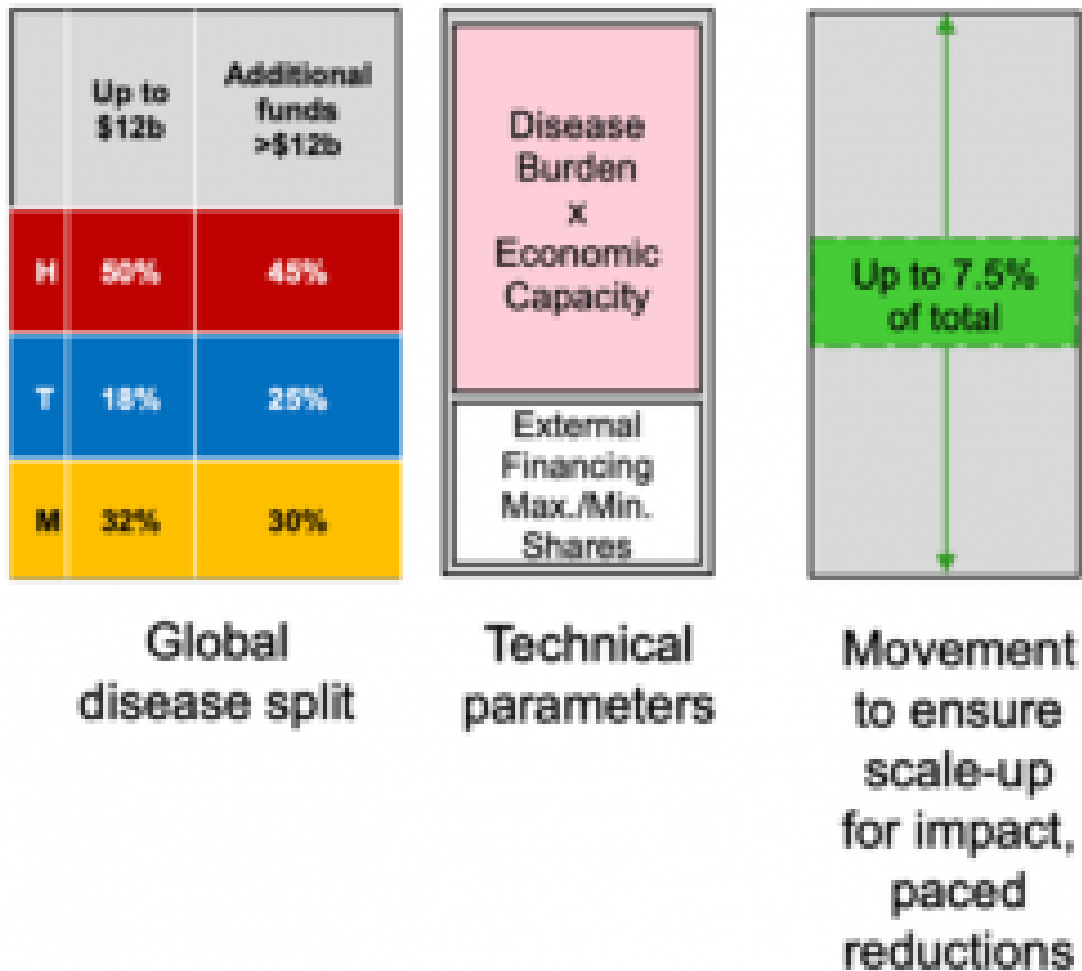 Up to
$12b
Additional
funds
>$12b
H 50% 45%
T 18% 25%
M 32% 30%
Global
disease split
Disease
Burden
x
Economic
Capacity
External
Financing
Max./Min.
Shares
Technical
parameters
Up to 7.5%
of total
Movement
to ensure
scale-up
for impact,
paced
reductions